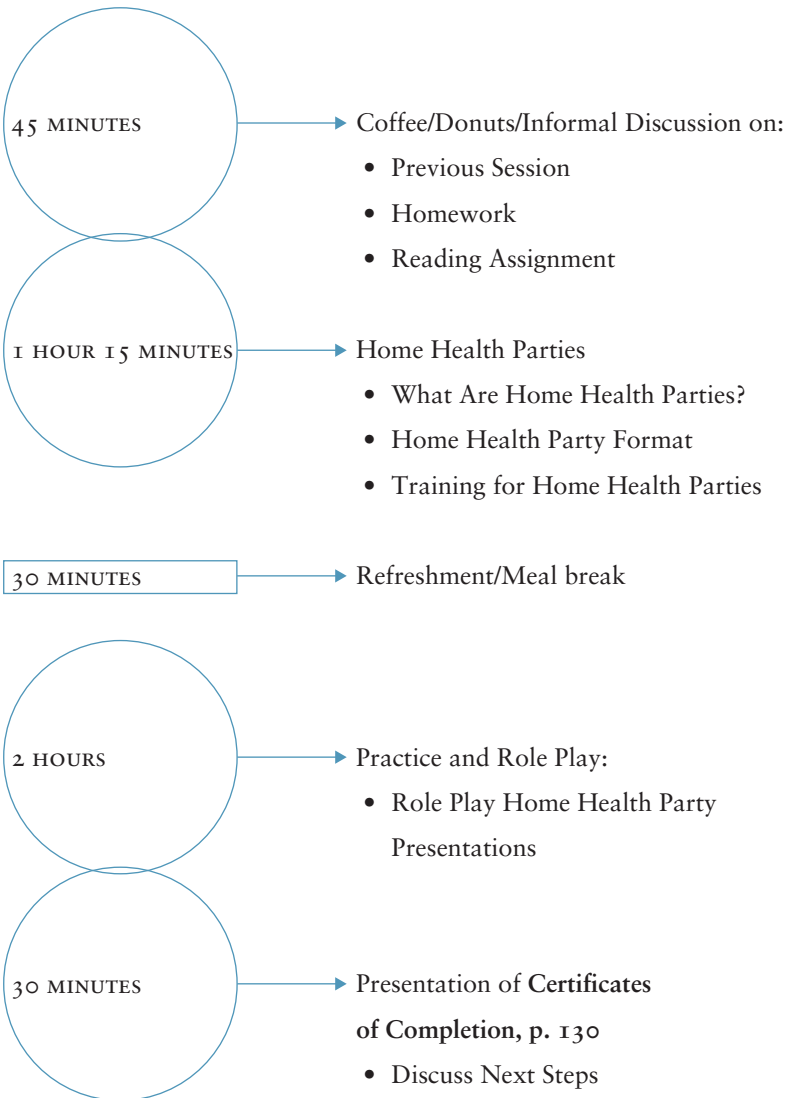 45 MINUTES
Coffee/Donuts/Informal Discussion on:
• Previous Session
• Homework
• Reading Assignment
1 HOUR 15 MINUTES
Home Health Parties
• What Are Home Health Parties?
• Home Health Party Format
• Training for Home Health Parties
30 MINUTES
Refreshment/Meal break
2 HOURS
Practice and Role Play:
• Role Play Home Health Party
Presentations
30 MINUTES
Presentation of Certificates
of Completion, p. 130
• Discuss Next Steps